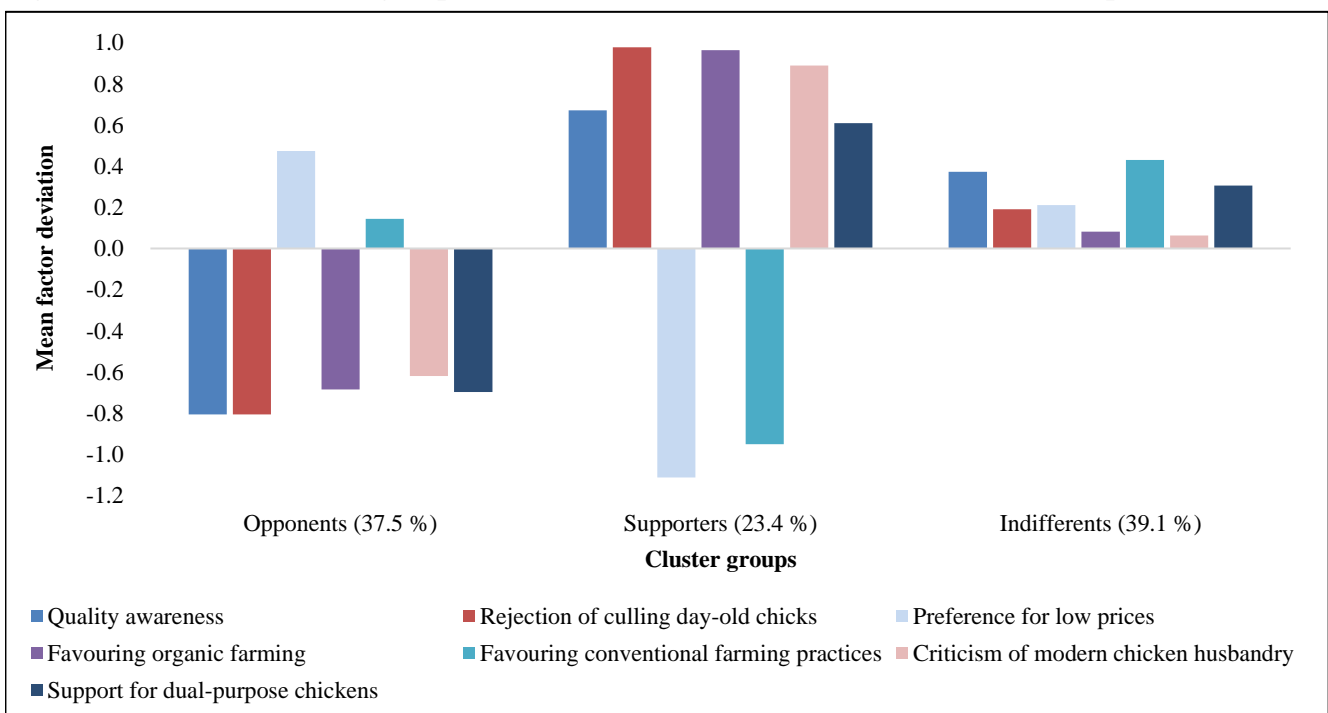 1.0
0.8
0.6
0.4
0.2
0.0
-0.2
-0.4
-0.6
-0.8
-1.0
-1.2
Mean factor deviation
Opponents (37.5 %)
Supporters (23.4 %)
Indifferents (39.1 %)
Cluster groups
Quality awareness
Rejection of culling day-old chicks
Preference for low prices
Favouring organic farming
Favouring conventional farming practices
Criticism of modern chicken husbandry
Support for dual-purpose chickens